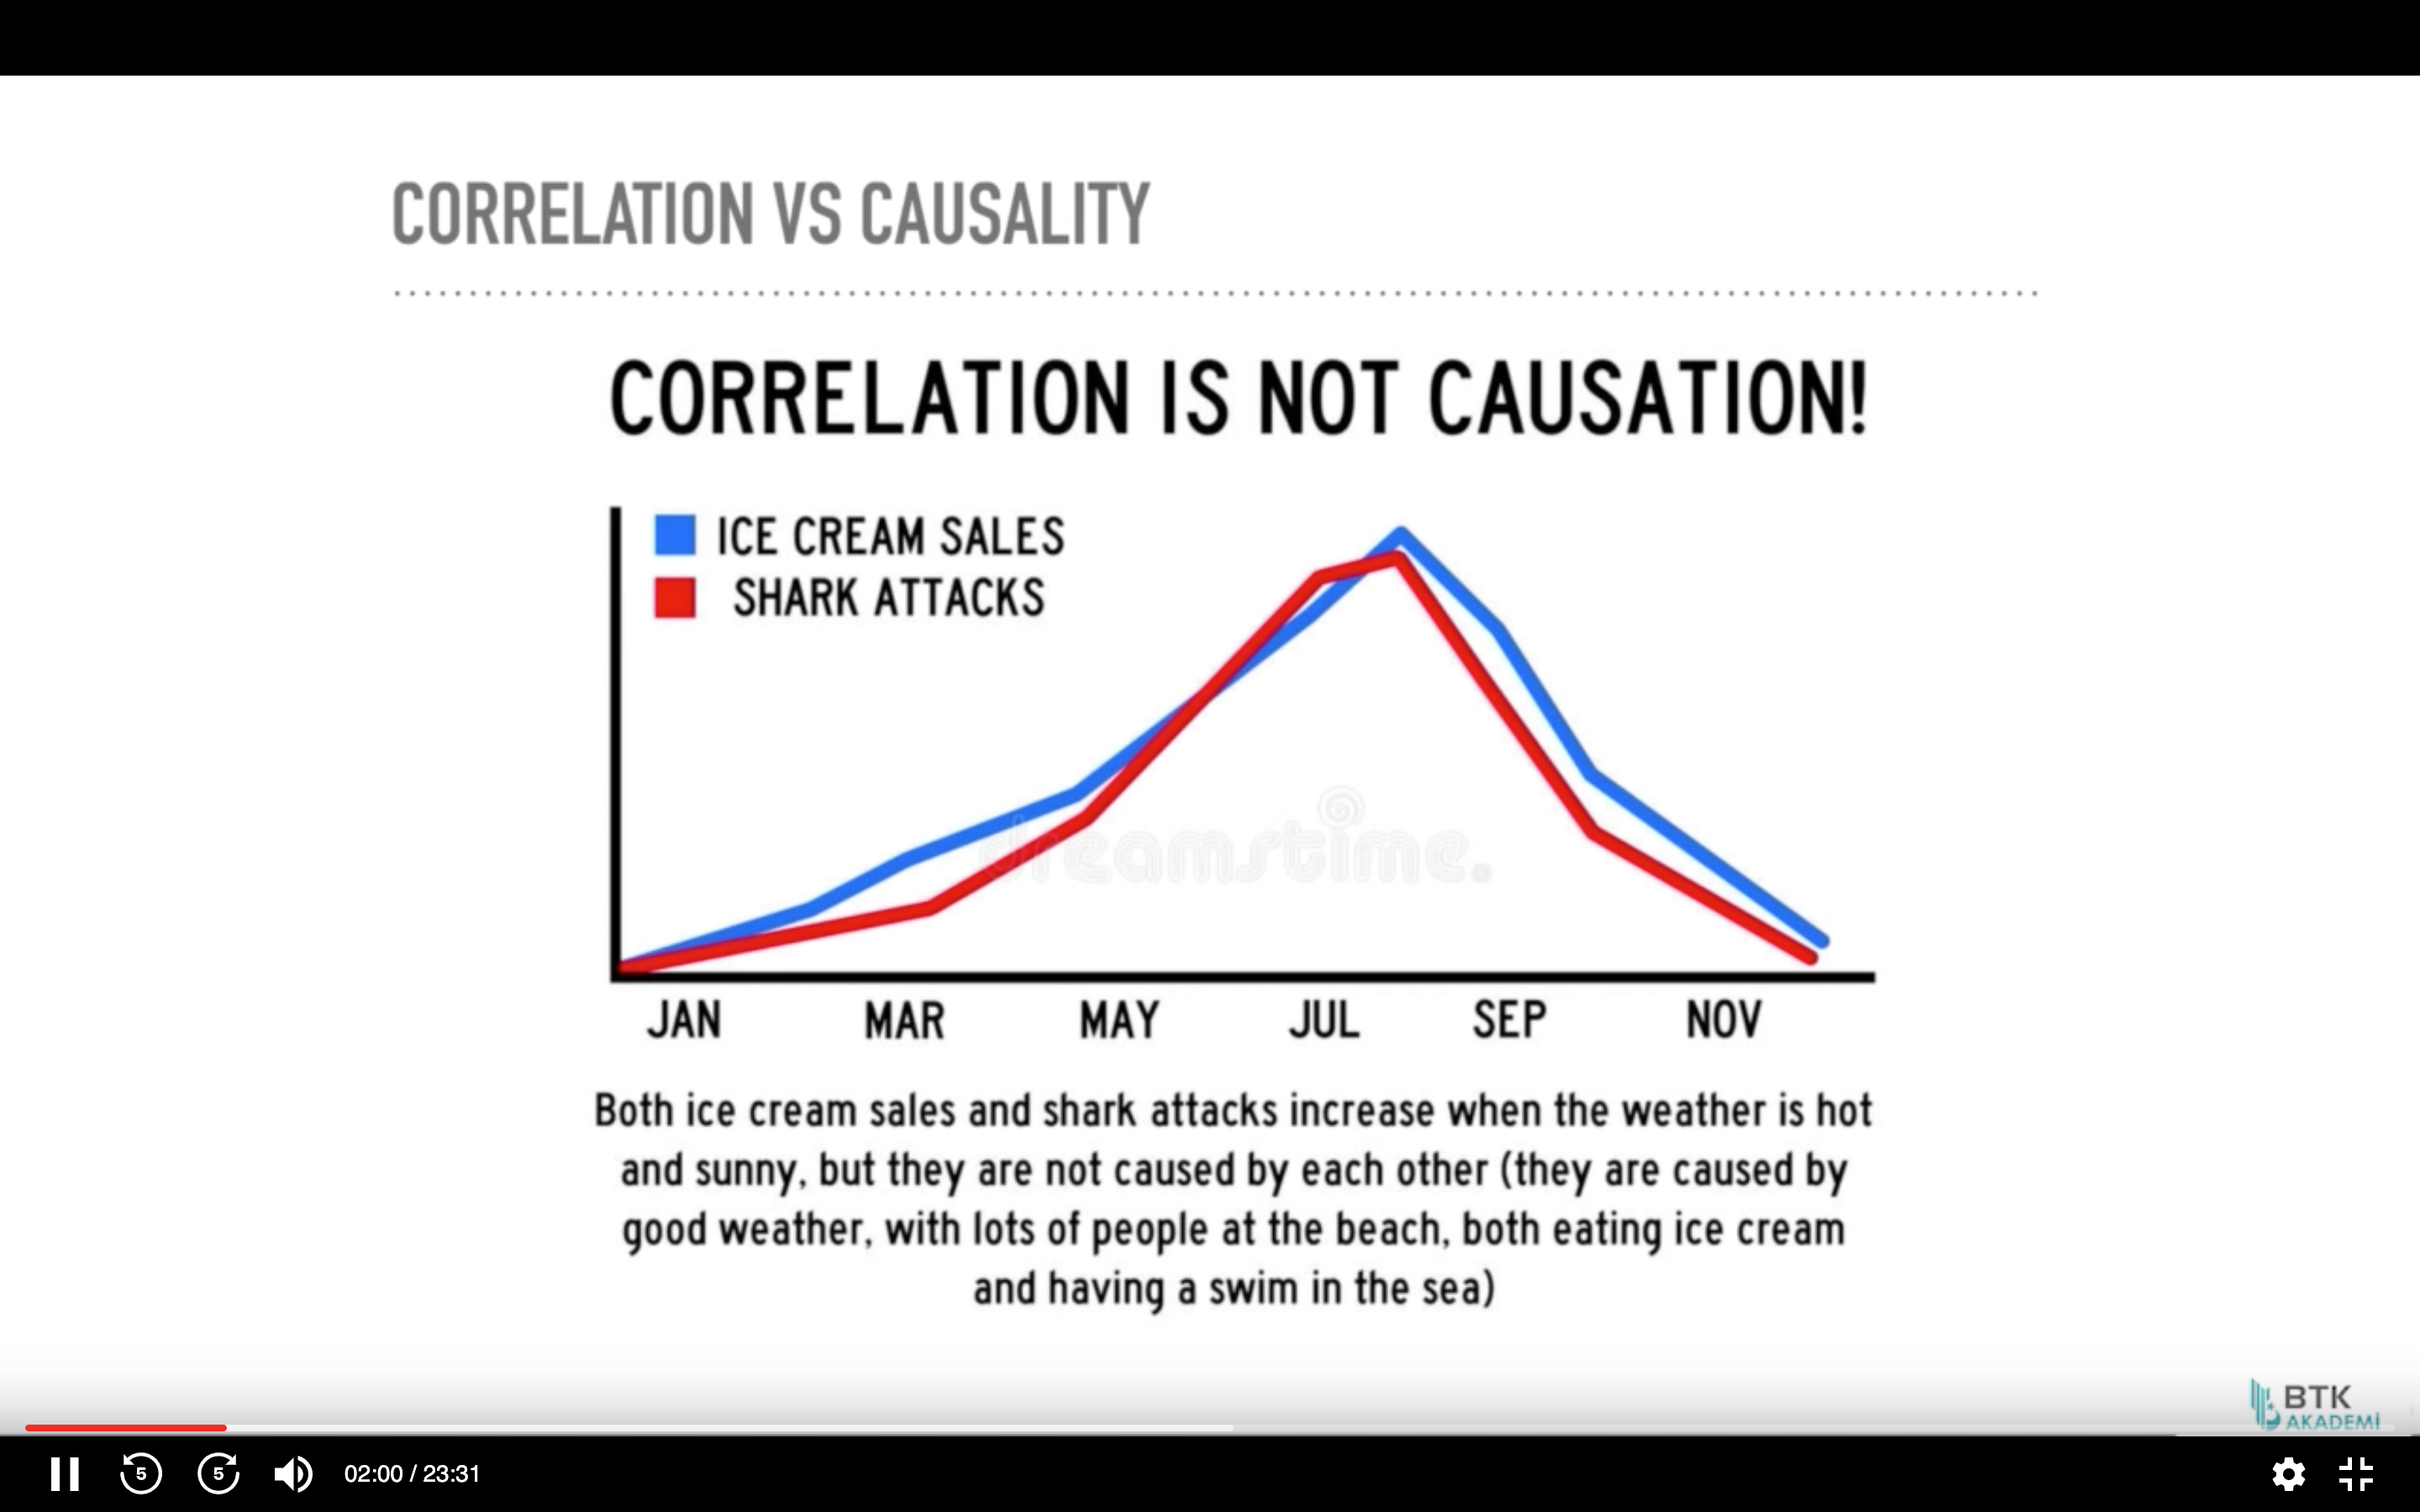 CORRELATION VS CAUSALITY
CORRELATION IS NOT CAUSATION!
ICE CREAM SALES
SHARK ATTACKS
dreamstime.
JAN MAR MAY JUL SEP NOV
Both ice cream sales and shark attacks increase when the weather is hot
and sunny, but they are not caused by each other (they are caused by
good weather, with lots of people at the beach, both eating ice cream
and having a swim in the sea)
BTK
AKADEMİ
5 5 02:00 / 23:31